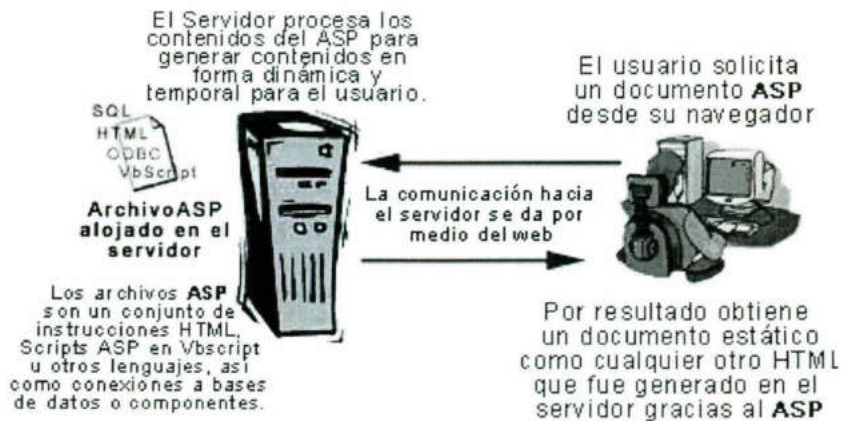 El Servidor procesa los
contenidos del ASP para
generar contenidos en
forma dinámica y
temporal para el usuario.
SQL
HTML
ODBC
VbScript
ArchivoASP
alojado en el
servidor
Los archivos ASP
son un conjunto de
instrucciones HTML,
Scripts ASP en Vbscript
u otros lenguajes, así
como conexiones a bases
de datos o componentes.
La comunicación hacia
el servidor se da por
medio del web
El usuario solicita
un documento ASP
desde su navegador
Por resultado obtiene
un documento estático
como cualquier otro HTML
que fue generado en el
servidor gracias al ASP